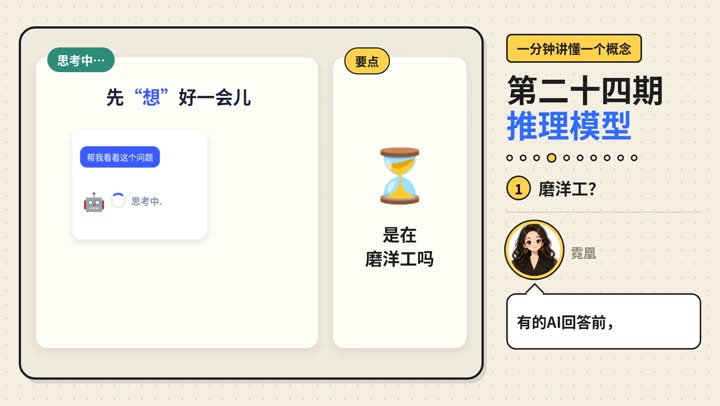 思考中…
先“想”好一会儿
帮我看看这个问题
思考中.
要点
是在
磨洋工吗
一分钟讲懂一个概念
第二十四期
推理模型
1 磨洋工?
霓凰
有的AI回答前，